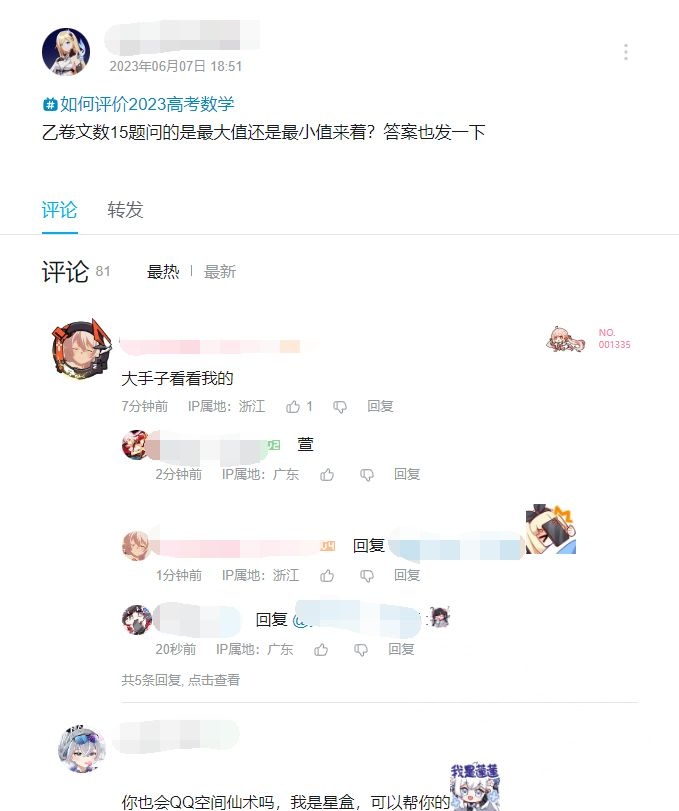 2023年06月07日 18:51
#如何评价2023高考数学
乙卷文数15题问的是最大值还是最小值来着？答案也发一下
评论 转发
评论 81 最热 | 最新
NO.
001335
大手子看看我的
7分钟前 IP属地：浙江 1 回复
萱
2分钟前 IP属地：广东 回复
回复
1分钟前 IP属地：浙江 回复
回复 @ :
20秒前 IP属地：广东 回复
共5条回复, 点击查看
我是莲莲
你也会QQ空间仙术吗，我是星盒，可以帮你的